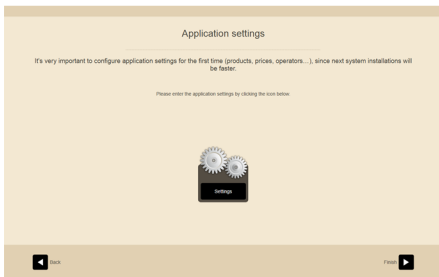 Application settings
It's very important to configure application settings for the first time (products, prices, operators…), since next system installations will
be faster.
Please enter the application settings by clicking the icon below.
Settings
Back
Finish